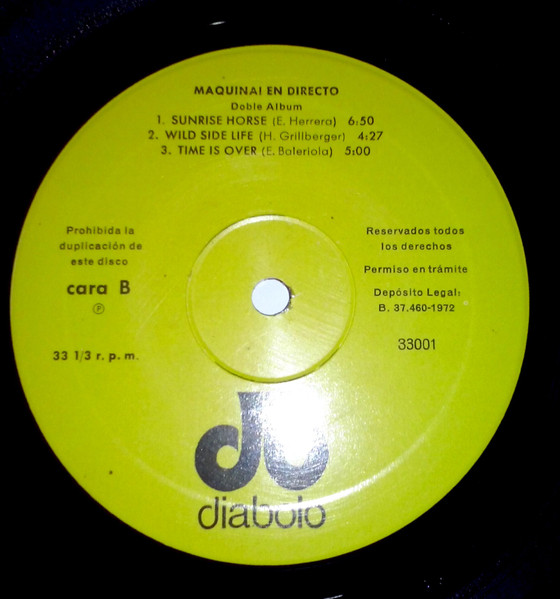 MAQUINA! EN DIRECTO
Doble Album
1. SUNRISE HORSE (E. Herrera) 6:50
2. WILD SIDE LIFE (H. Grillberger) 4:27
3. TIME IS OVER (E. Baleriola) 5:00
Prohibida la
duplicación de
este disco
cara B
Ⓟ
33 1/3 r. p. m.
Reservados todos
los derechos
Permiso en trámite
Depósito Legal:
B. 37.460-1972
33001
diabolo